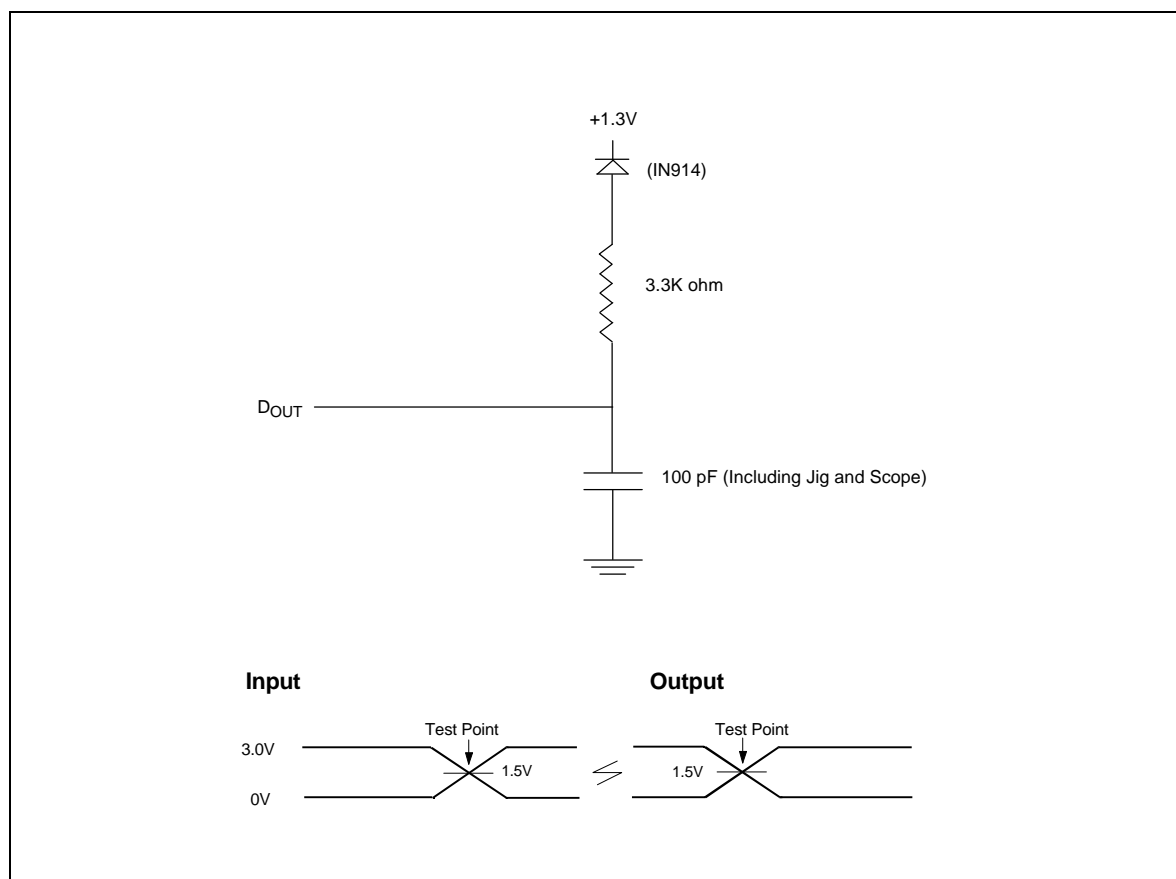 +1.3V
(IN914)
3.3K ohm
DOUT
100 pF (Including Jig and Scope)
Input Output
Test Point Test Point
3.0V
1.5V 1.5V
0V